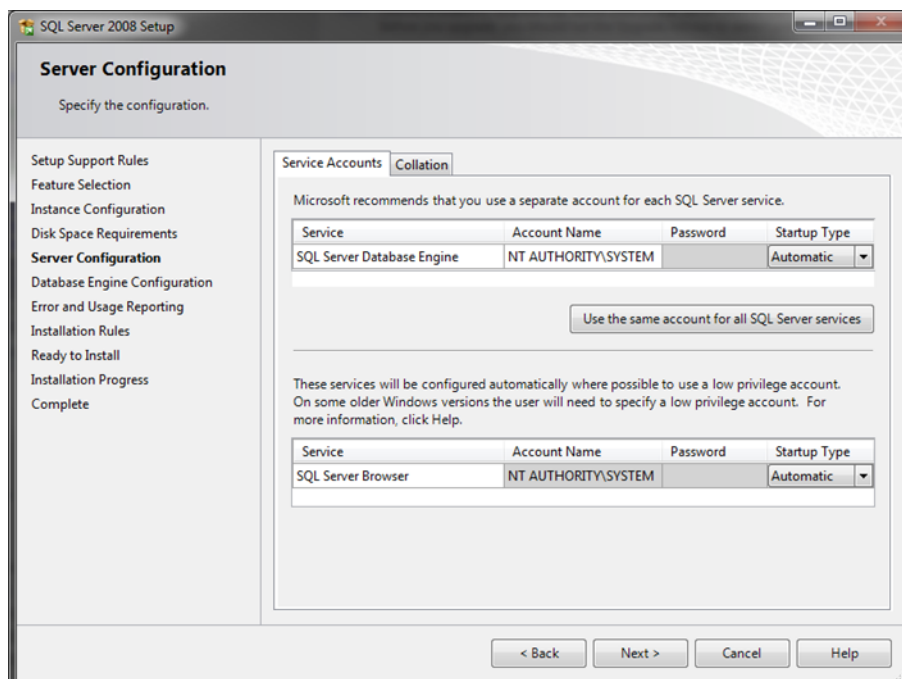 SQL Server 2008 Setup
Server Configuration
Specify the configuration.
Setup Support Rules
Feature Selection
Instance Configuration
Disk Space Requirements
Server Configuration
Database Engine Configuration
Error and Usage Reporting
Installation Rules
Ready to Install
Installation Progress
Complete
Service Accounts Collation
Microsoft recommends that you use a separate account for each SQL Server service.
Service Account Name Password Startup Type
SQL Server Database Engine NT AUTHORITY\SYSTEM Automatic
Use the same account for all SQL Server services
These services will be configured automatically where possible to use a low privilege account.
On some older Windows versions the user will need to specify a low privilege account. For
more information, click Help.
Service Account Name Password Startup Type
SQL Server Browser NT AUTHORITY\SYSTEM Automatic
< Back Next > Cancel Help